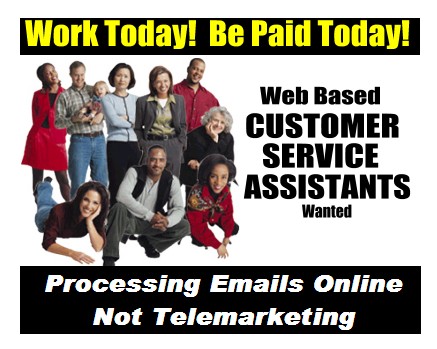 Work Today! Be Paid Today!
Web Based
CUSTOMER
SERVICE
ASSISTANTS
Wanted
Processing Emails Online
Not Telemarketing